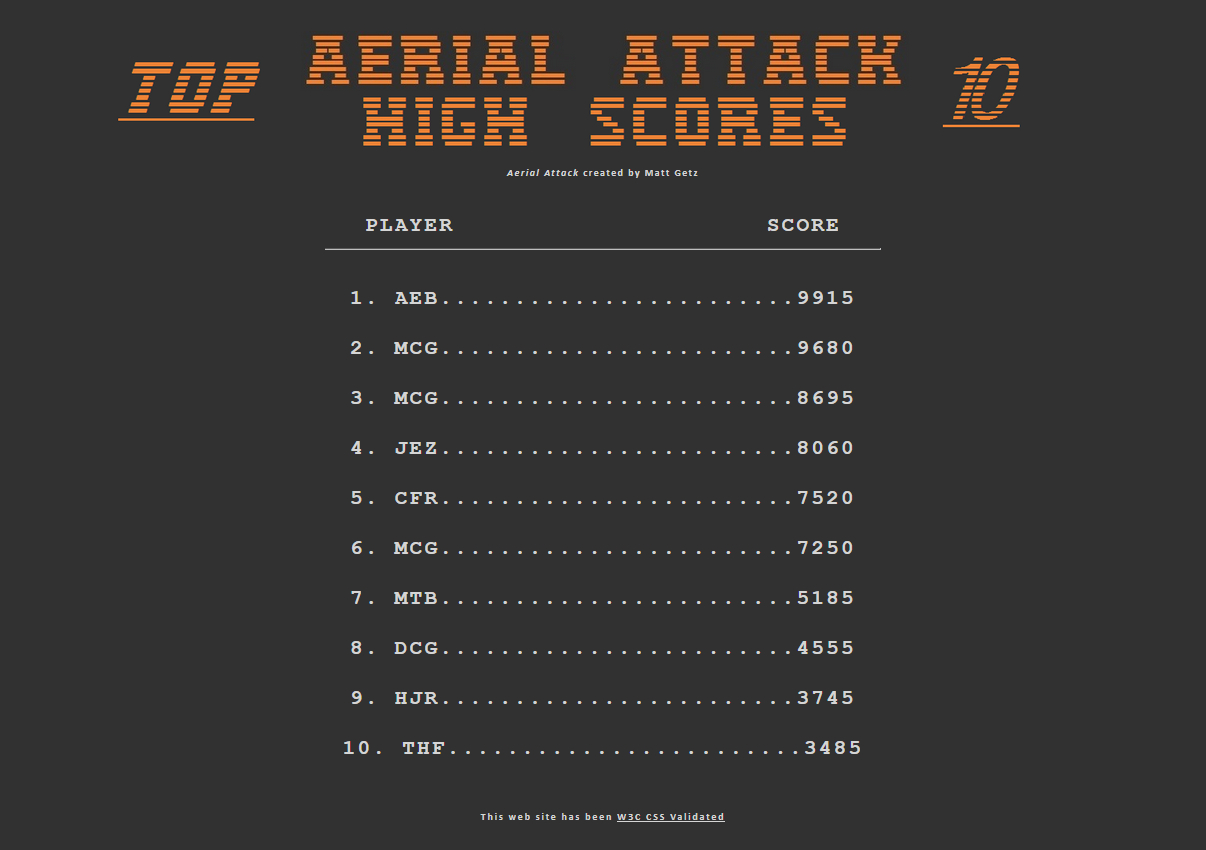 TOP
AERIAL ATTACK
HIGH SCORES
10
Aerial Attack created by Matt Getz
PLAYER SCORE
1. AEB........................9915
2. MCG........................9680
3. MCG........................8695
4. JEZ........................8060
5. CFR........................7520
6. MCG........................7250
7. MTB........................5185
8. DCG........................4555
9. HJR........................3745
10. THF........................3485
This web site has been W3C CSS Validated